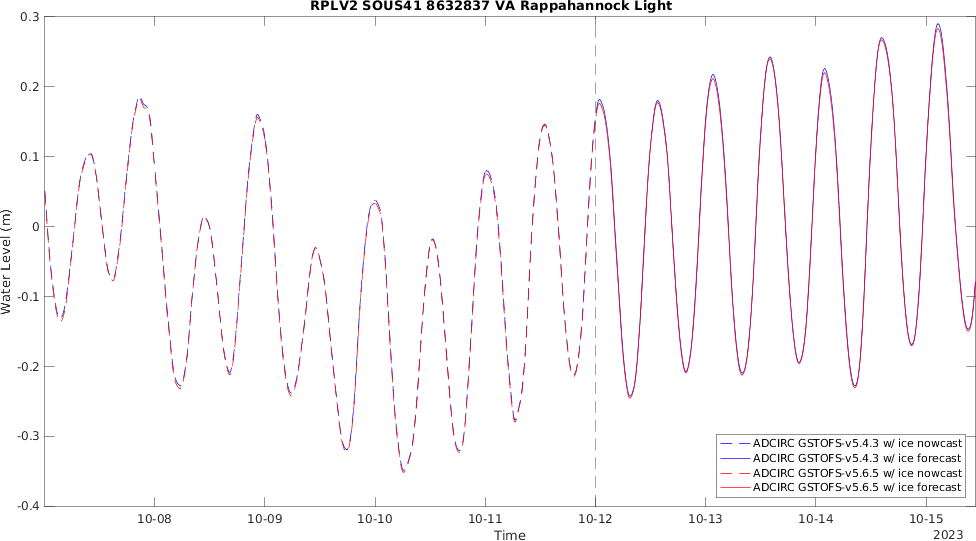 RPLV2 SOUS41 8632837 VA Rappahannock Light
0.3
0.2
0.1
0
-0.1
-0.2
-0.3
-0.4
Water Level (m)
10-08 10-09 10-10 10-11 10-12 10-13 10-14 10-15
Time
2023
ADCIRC GSTOFS-v5.4.3 w/ ice nowcast
ADCIRC GSTOFS-v5.4.3 w/ ice forecast
ADCIRC GSTOFS-v5.6.5 w/ ice nowcast
ADCIRC GSTOFS-v5.6.5 w/ ice forecast